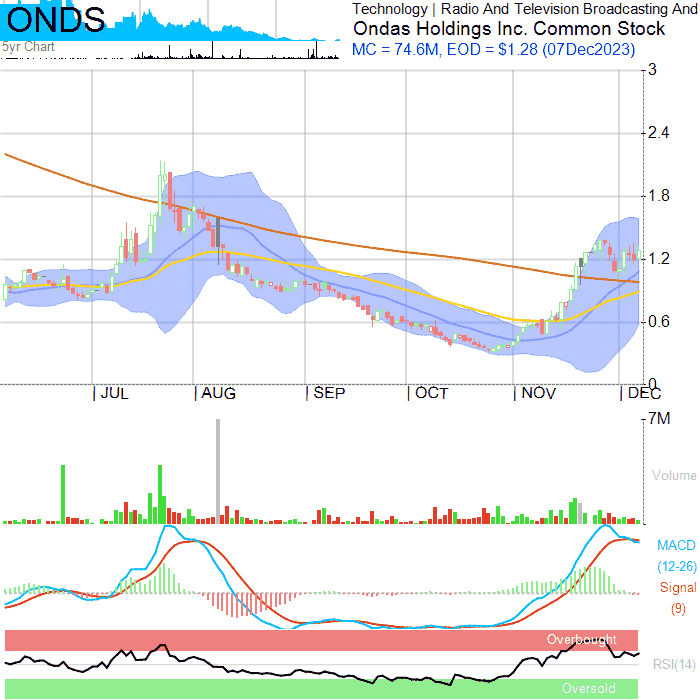 ONDS
5yr Chart
Technology | Radio And Television Broadcasting And
Ondas Holdings Inc. Common Stock
MC = 74.6M, EOD = $1.28 (07Dec2023)
3
2.4
1.8
1.2
0.6
0
JUL AUG SEP OCT NOV DEC
7M
Volume
MACD
(12-26)
Signal
(9)
Overbought
RSI(14)
Oversold